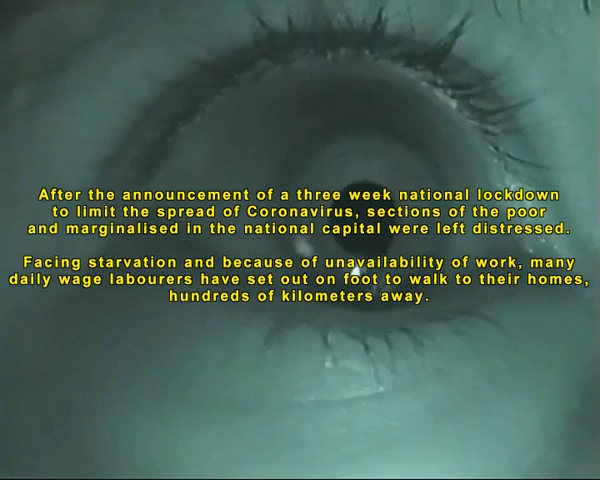 After the announcement of a three week national lockdown
to limit the spread of Coronavirus, sections of the poor
and marginalised in the national capital were left distressed.
Facing starvation and because of unavailability of work, many
daily wage labourers have set out on foot to walk to their homes,
hundreds of kilometers away.